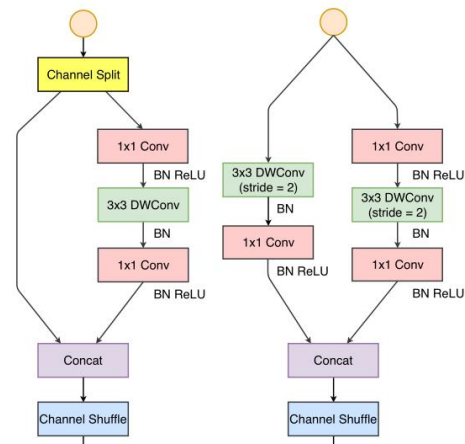 Channel Split
1x1 Conv
BN ReLU
3x3 DWConv
BN
1x1 Conv
BN ReLU
Concat
Channel Shuffle
3x3 DWConv
(stride = 2)
BN
1x1 Conv
BN ReLU
1x1 Conv
BN ReLU
3x3 DWConv
(stride = 2)
BN
1x1 Conv
BN ReLU
Concat
Channel Shuffle